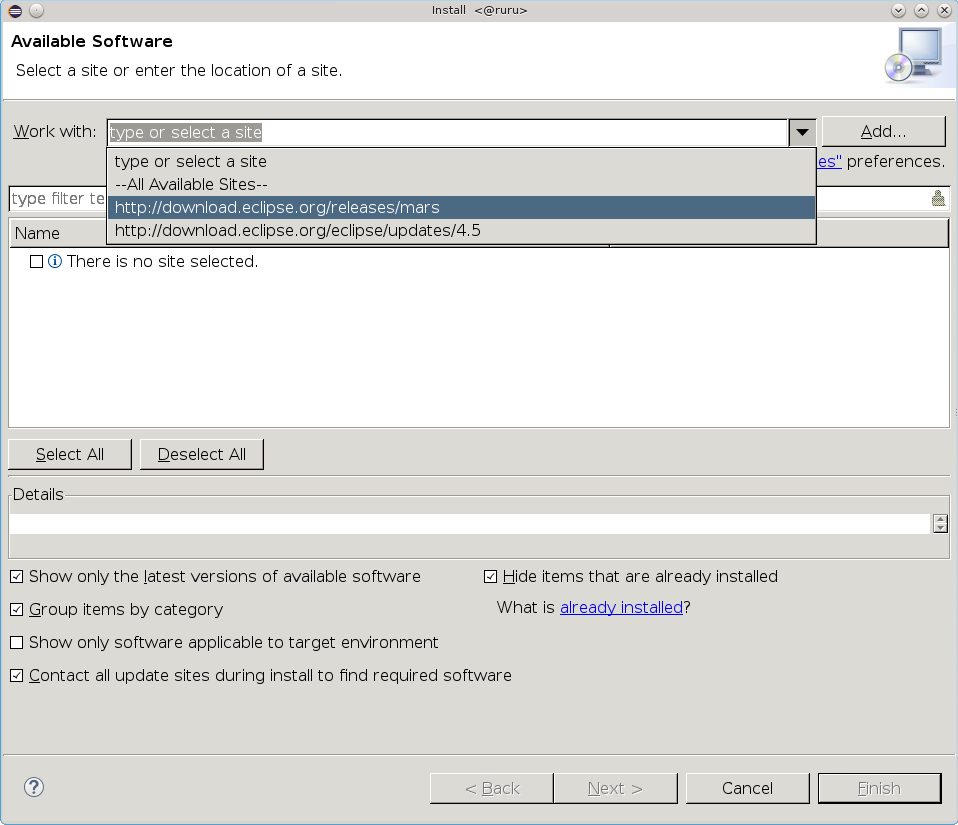 Install <@ruru>
Available Software
Select a site or enter the location of a site.
Work with: type or select a site Add...
type or select a site
es" preferences.
--All Available Sites--
type filter te
http://download.eclipse.org/releases/mars
http://download.eclipse.org/eclipse/updates/4.5
Name
There is no site selected.
Select All Deselect All
Details
Show only the latest versions of available software Hide items that are already installed
Group items by category What is already installed?
Show only software applicable to target environment
Contact all update sites during install to find required software
? < Back Next > Cancel Finish